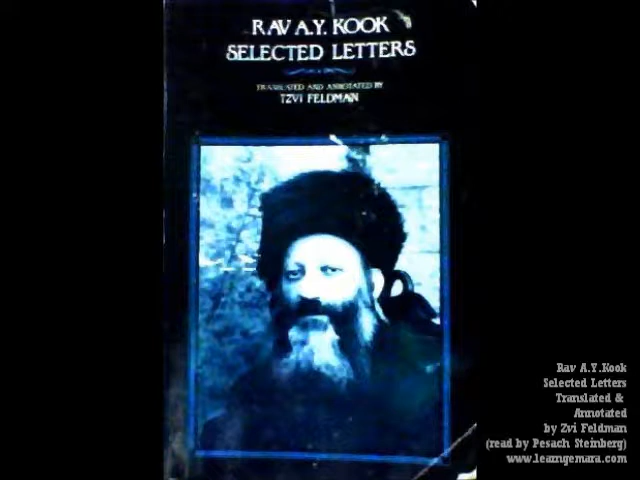 RAV A.Y. KOOK
SELECTED LETTERS
TRANSLATED AND ANNOTATED BY
TZVI FELDMAN
Rav A.Y.Kook
Selected Letters
Translated &
Annotated
by Zvi Feldman
(read by Pesach Steinberg)
www.learngemara.com